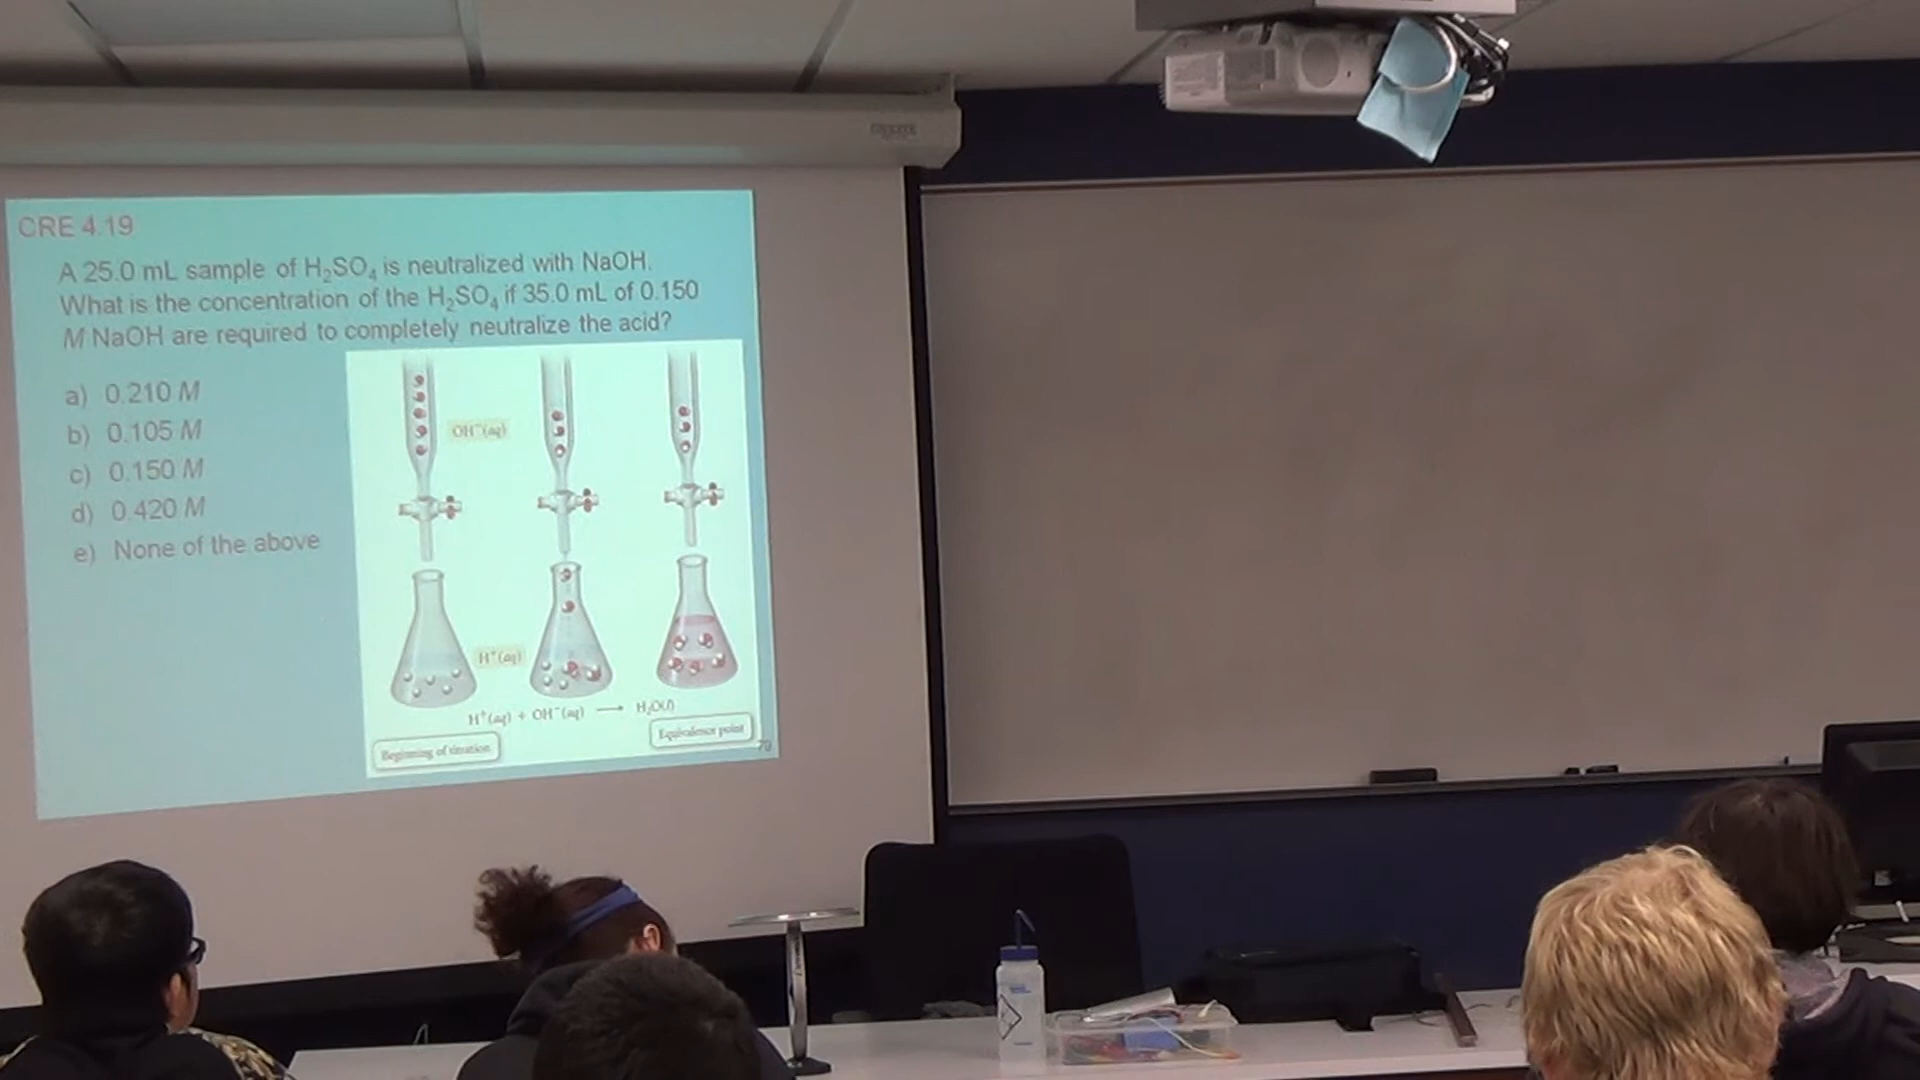 CRE 4.19
A 25.0 mL sample of H₂SO₄ is neutralized with NaOH.
What is the concentration of the H₂SO₄ if 35.0 mL of 0.150
M NaOH are required to completely neutralize the acid?
a) 0.210 M
b) 0.105 M
c) 0.150 M
d) 0.420 M
e) None of the above
OH⁻(aq)
H⁺(aq)
H⁺(aq) + OH⁻(aq) ⟶ H₂O(l)
Beginning of titration
Equivalence point
79